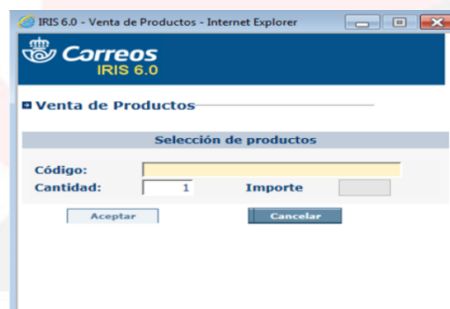 IRIS 6.0 - Venta de Productos - Internet Explorer
Correos
IRIS 6.0
Venta de Productos
Selección de productos
Código:
Cantidad: 1 Importe
Aceptar Cancelar